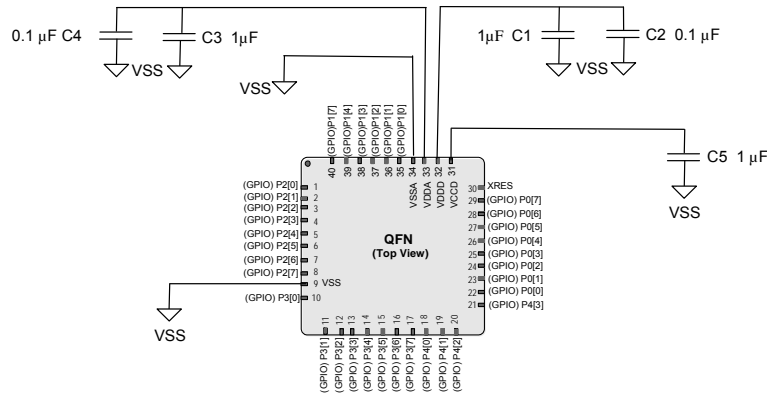 0.1 µF C4
C3 1µF
1µF C1
C2 0.1 µF
VSS
VSS
VSS
C5 1 µF
VSS
(GPIO)P1[7]
(GPIO)P1[4]
(GPIO)P1[3]
(GPIO)P1[2]
(GPIO)P1[1]
(GPIO)P1[0]
40
39
38
37
36
35
34
33
32
31
VSSA
VDDA
VDDD
VCCD
(GPIO) P2[0] 1
(GPIO) P2[1] 2
(GPIO) P2[2] 3
(GPIO) P2[3] 4
(GPIO) P2[4] 5
(GPIO) P2[5] 6
(GPIO) P2[6] 7
(GPIO) P2[7] 8
9 VSS
(GPIO) P3[0] 10
VSS
QFN
(Top View)
30 XRES
29 (GPIO) P0[7]
28 (GPIO) P0[6]
27 (GPIO) P0[5]
26 (GPIO) P0[4]
25 (GPIO) P0[3]
24 (GPIO) P0[2]
23 (GPIO) P0[1]
22 (GPIO) P0[0]
21 (GPIO) P4[3]
11
12
13
14
15
16
17
18
19
20
(GPIO) P3[1]
(GPIO) P3[2]
(GPIO) P3[3]
(GPIO) P3[4]
(GPIO) P3[5]
(GPIO) P3[6]
(GPIO) P3[7]
(GPIO) P4[0]
(GPIO) P4[1]
(GPIO) P4[2]